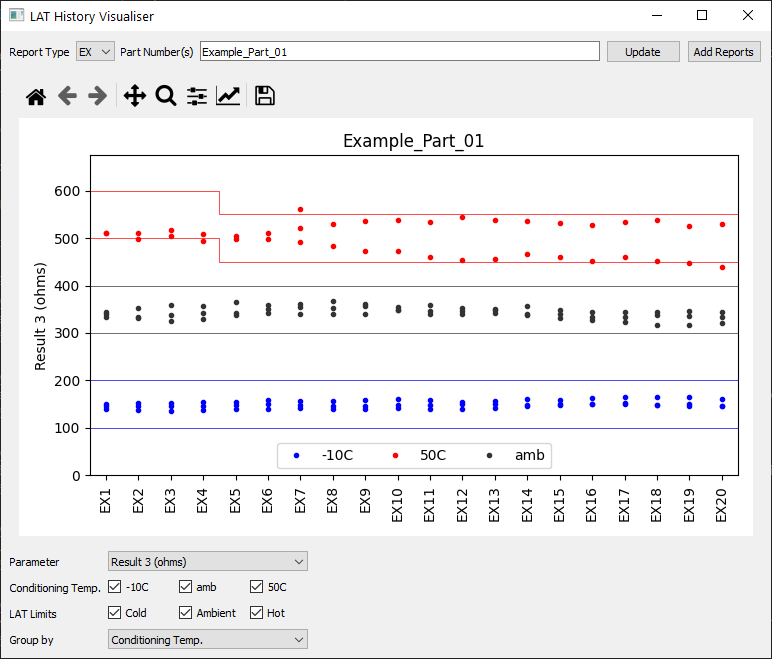 LAT History Visualiser
Report Type EX Part Number(s) Example_Part_01 Update Add Reports
Example_Part_01
600
500
400
300
200
100
0
Result 3 (ohms)
-10C 50C amb
EX1 EX2 EX3 EX4 EX5 EX6 EX7 EX8 EX9 EX10 EX11 EX12 EX13 EX14 EX15 EX16 EX17 EX18 EX19 EX20
Parameter Result 3 (ohms)
Conditioning Temp. -10C amb 50C
LAT Limits Cold Ambient Hot
Group by Conditioning Temp.